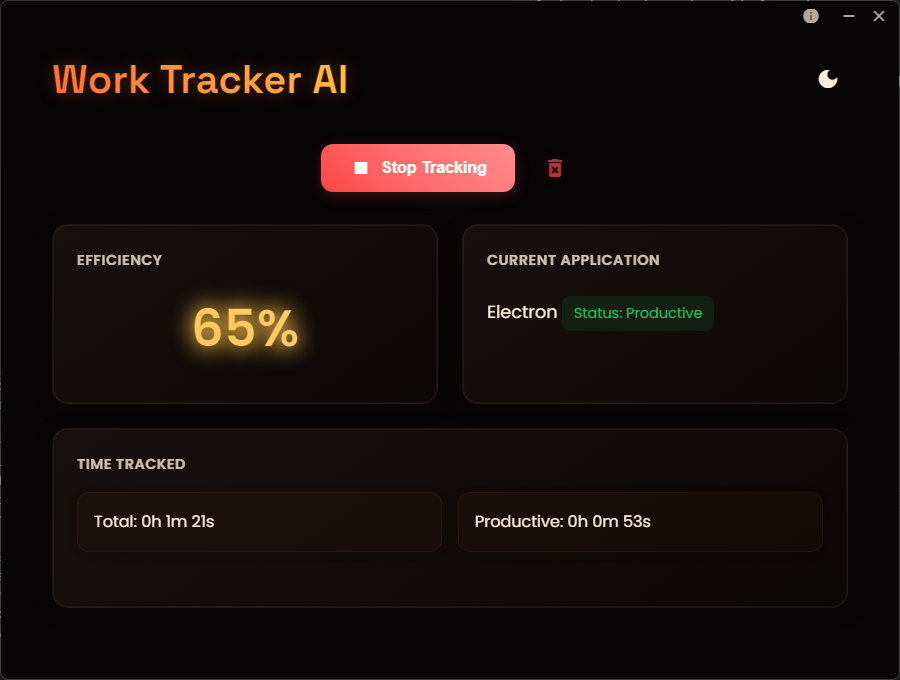 Work Tracker AI
Stop Tracking
EFFICIENCY
65%
CURRENT APPLICATION
Electron Status: Productive
TIME TRACKED
Total: 0h 1m 21s
Productive: 0h 0m 53s